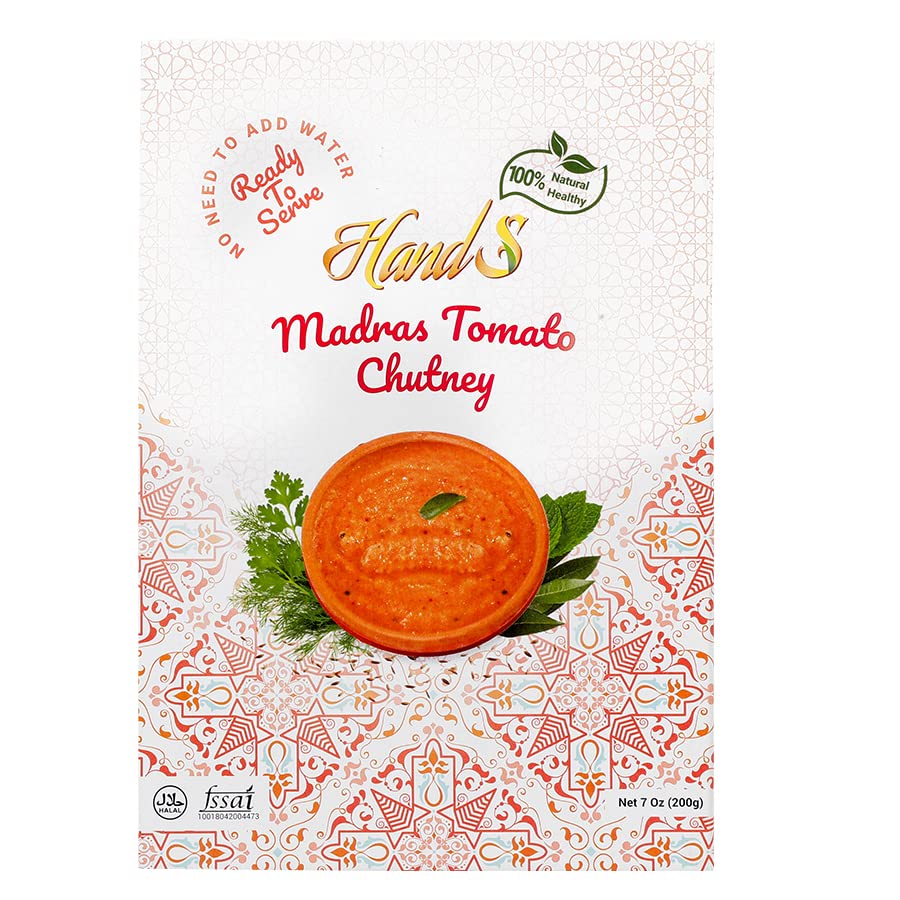 NO NEED TO ADD WATER
Ready
To
Serve
100% Natural
Healthy
HandS
Madras Tomato
Chutney
حلال
HALAL
fssai
10018042004473
Net 7 Oz (200g)